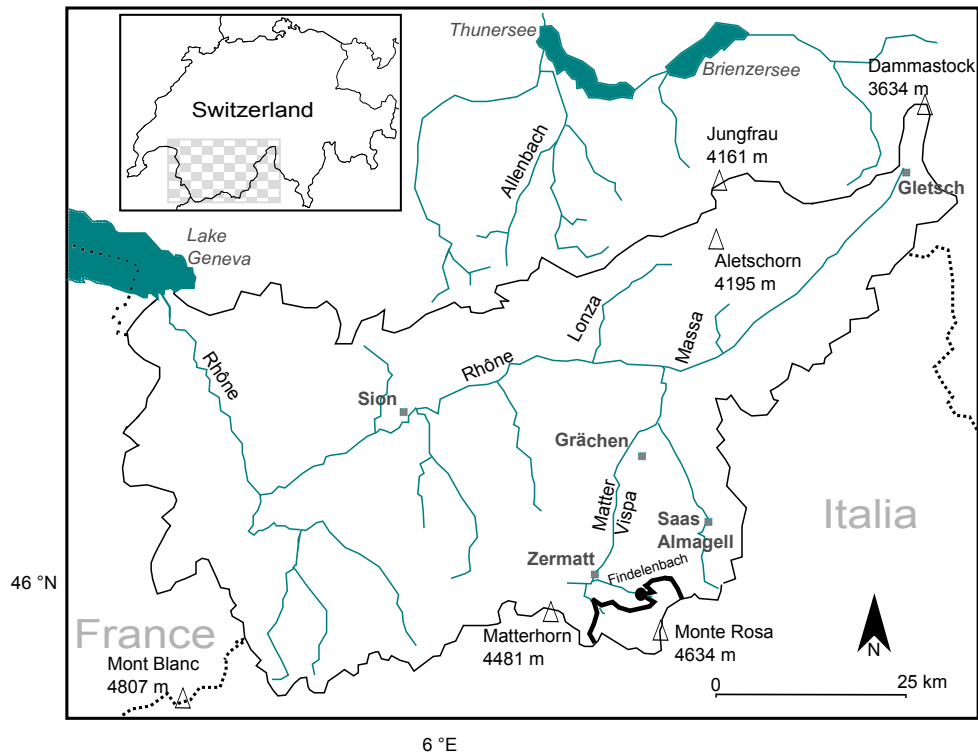 Thunersee
Brienzersee
Dammastock
3634 m
Switzerland
Allenbach
Jungfrau
4161 m
Gletsch
Lake
Geneva
Aletschorn
4195 m
Lonza
Massa
Rhône
Rhône
Sion
Grächen
Matter
Vispa
Saas
Almagell
Italia
Zermatt
Findelenbach
46 °N
France
Matterhorn
4481 m
Monte Rosa
4634 m
N
Mont Blanc
4807 m
0
25 km
6 °E